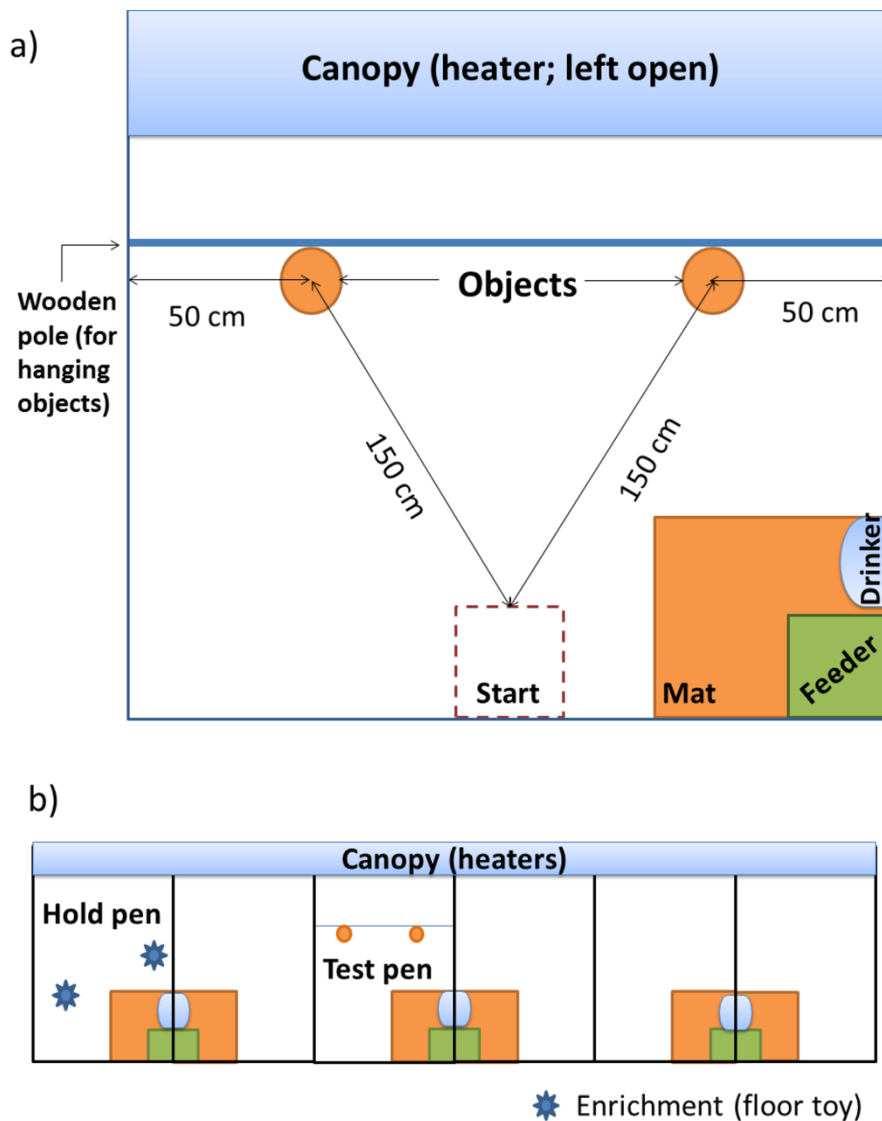 a)
Canopy (heater; left open)
Wooden
pole (for
hanging
objects)
50 cm
Objects
50 cm
150 cm
150 cm
Start
Mat
Drinker
Feeder
b)
Canopy (heaters)
Hold pen
Test pen
Enrichment (floor toy)